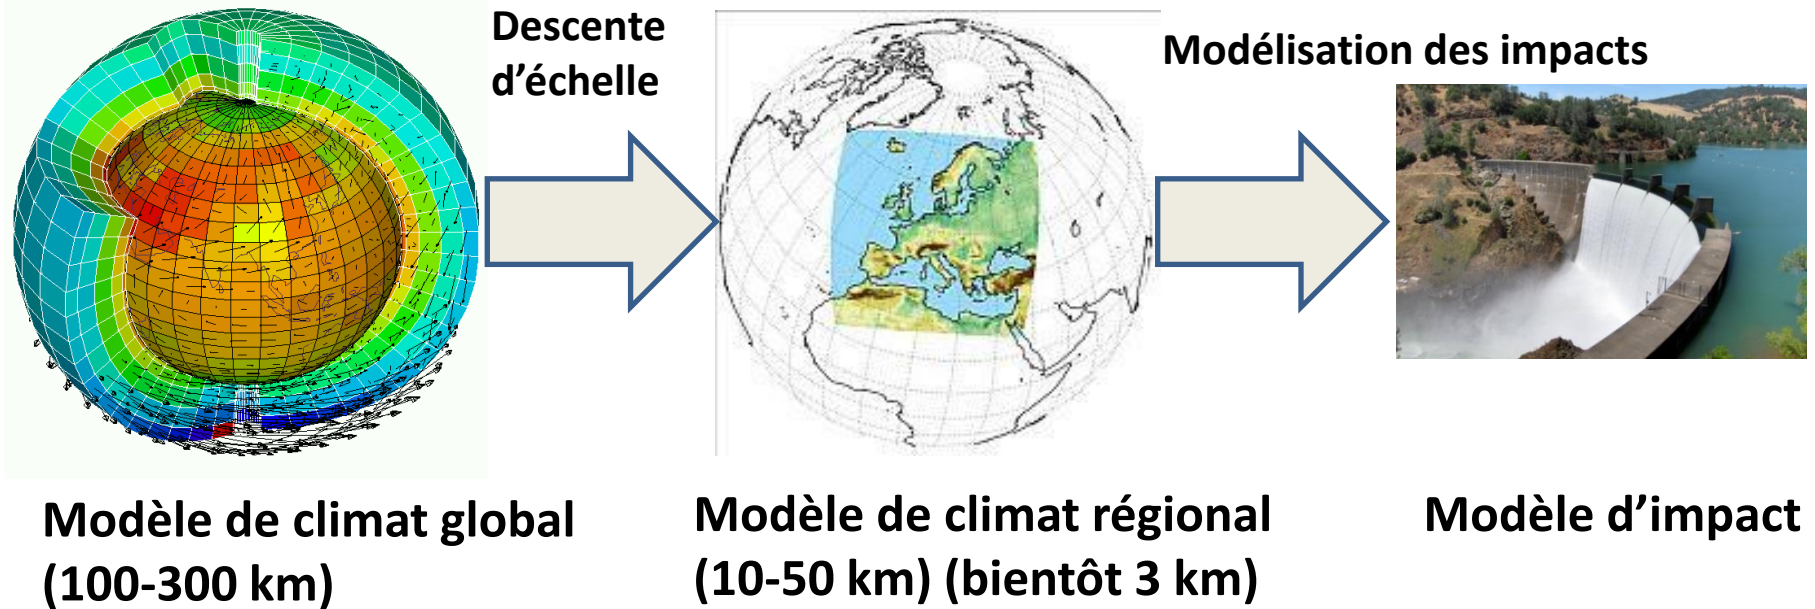 Descente
d’échelle
Modélisation des impacts
Modèle de climat global
(100-300 km)
Modèle de climat régional
(10-50 km) (bientôt 3 km)
Modèle d’impact